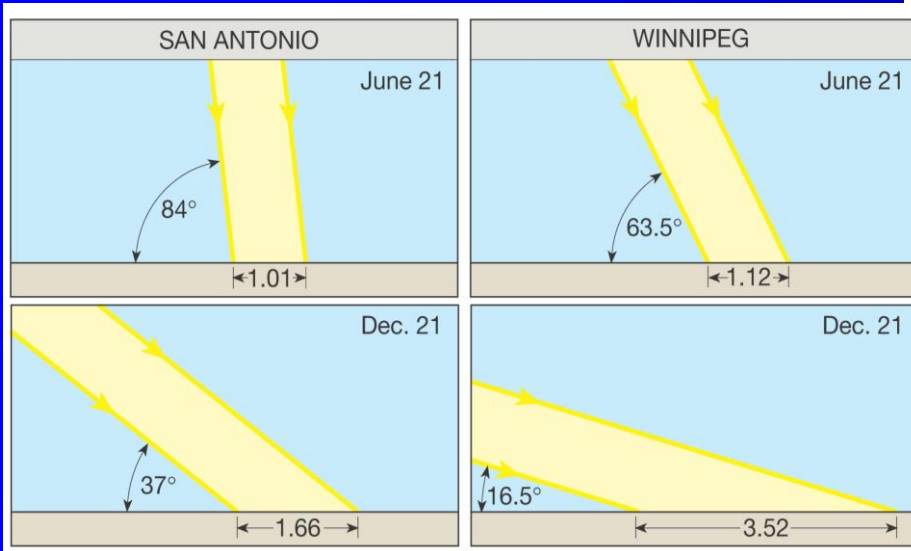 SAN ANTONIO
June 21
84°
1.01
WINNIPEG
June 21
63.5°
1.12
Dec. 21
37°
1.66
Dec. 21
16.5°
3.52